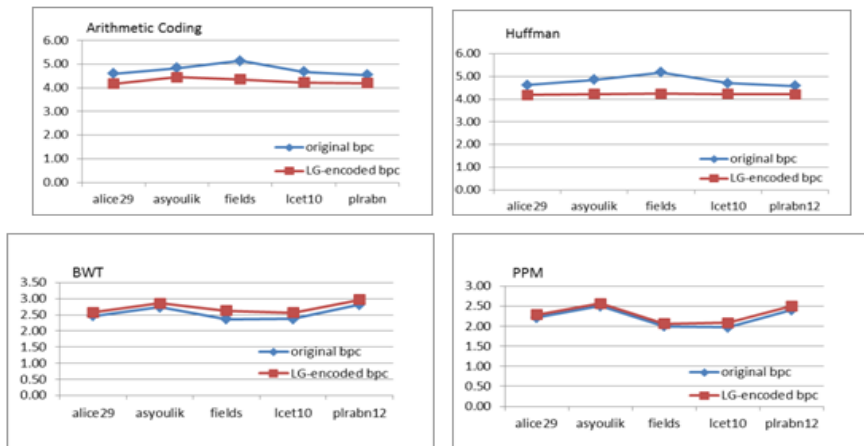 Arithmetic Coding
6.00
5.00
4.00
3.00
2.00
1.00
0.00
original bpc
LG-encoded bpc
alice29 asyoulik fields lcet10 plrabn
Huffman
6.00
5.00
4.00
3.00
2.00
1.00
0.00
original bpc
LG-encoded bpc
alice29 asyoulik fields lcet10 plrabn12
BWT
3.50
3.00
2.50
2.00
1.50
1.00
0.50
0.00
original bpc
LG-encoded bpc
alice29 asyoulik fields lcet10 plrabn12
PPM
3.00
2.50
2.00
1.50
1.00
0.50
0.00
original bpc
LG-encoded bpc
alice29 asyoulik fields lcet10 plrabn12